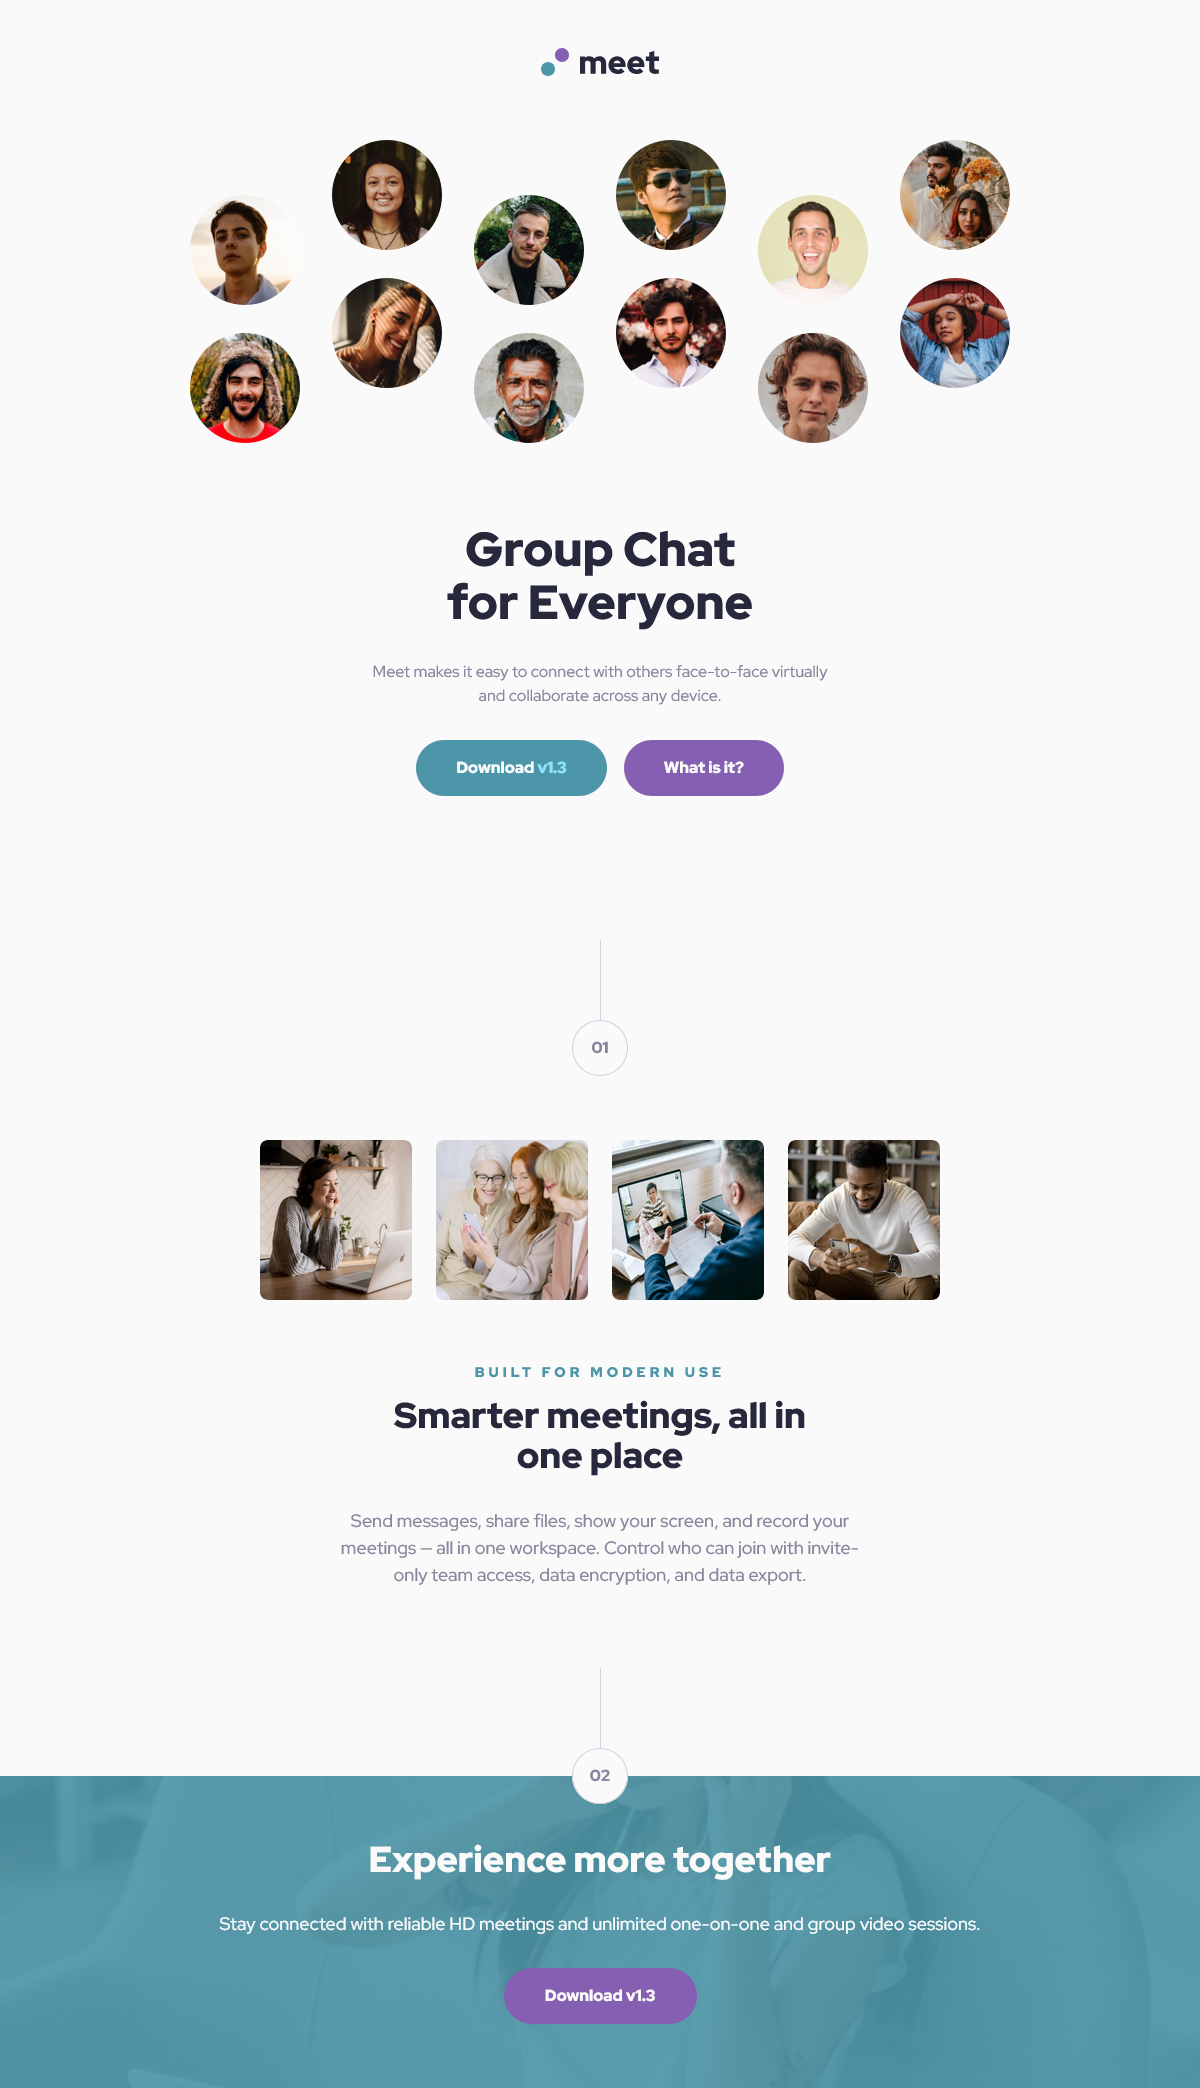 meet
Group Chat
for Everyone
Meet makes it easy to connect with others face-to-face virtually
and collaborate across any device.
Download v1.3
What is it?
01
BUILT FOR MODERN USE
Smarter meetings, all in
one place
Send messages, share files, show your screen, and record your
meetings — all in one workspace. Control who can join with invite-
only team access, data encryption, and data export.
02
Experience more together
Stay connected with reliable HD meetings and unlimited one-on-one and group video sessions.
Download v1.3